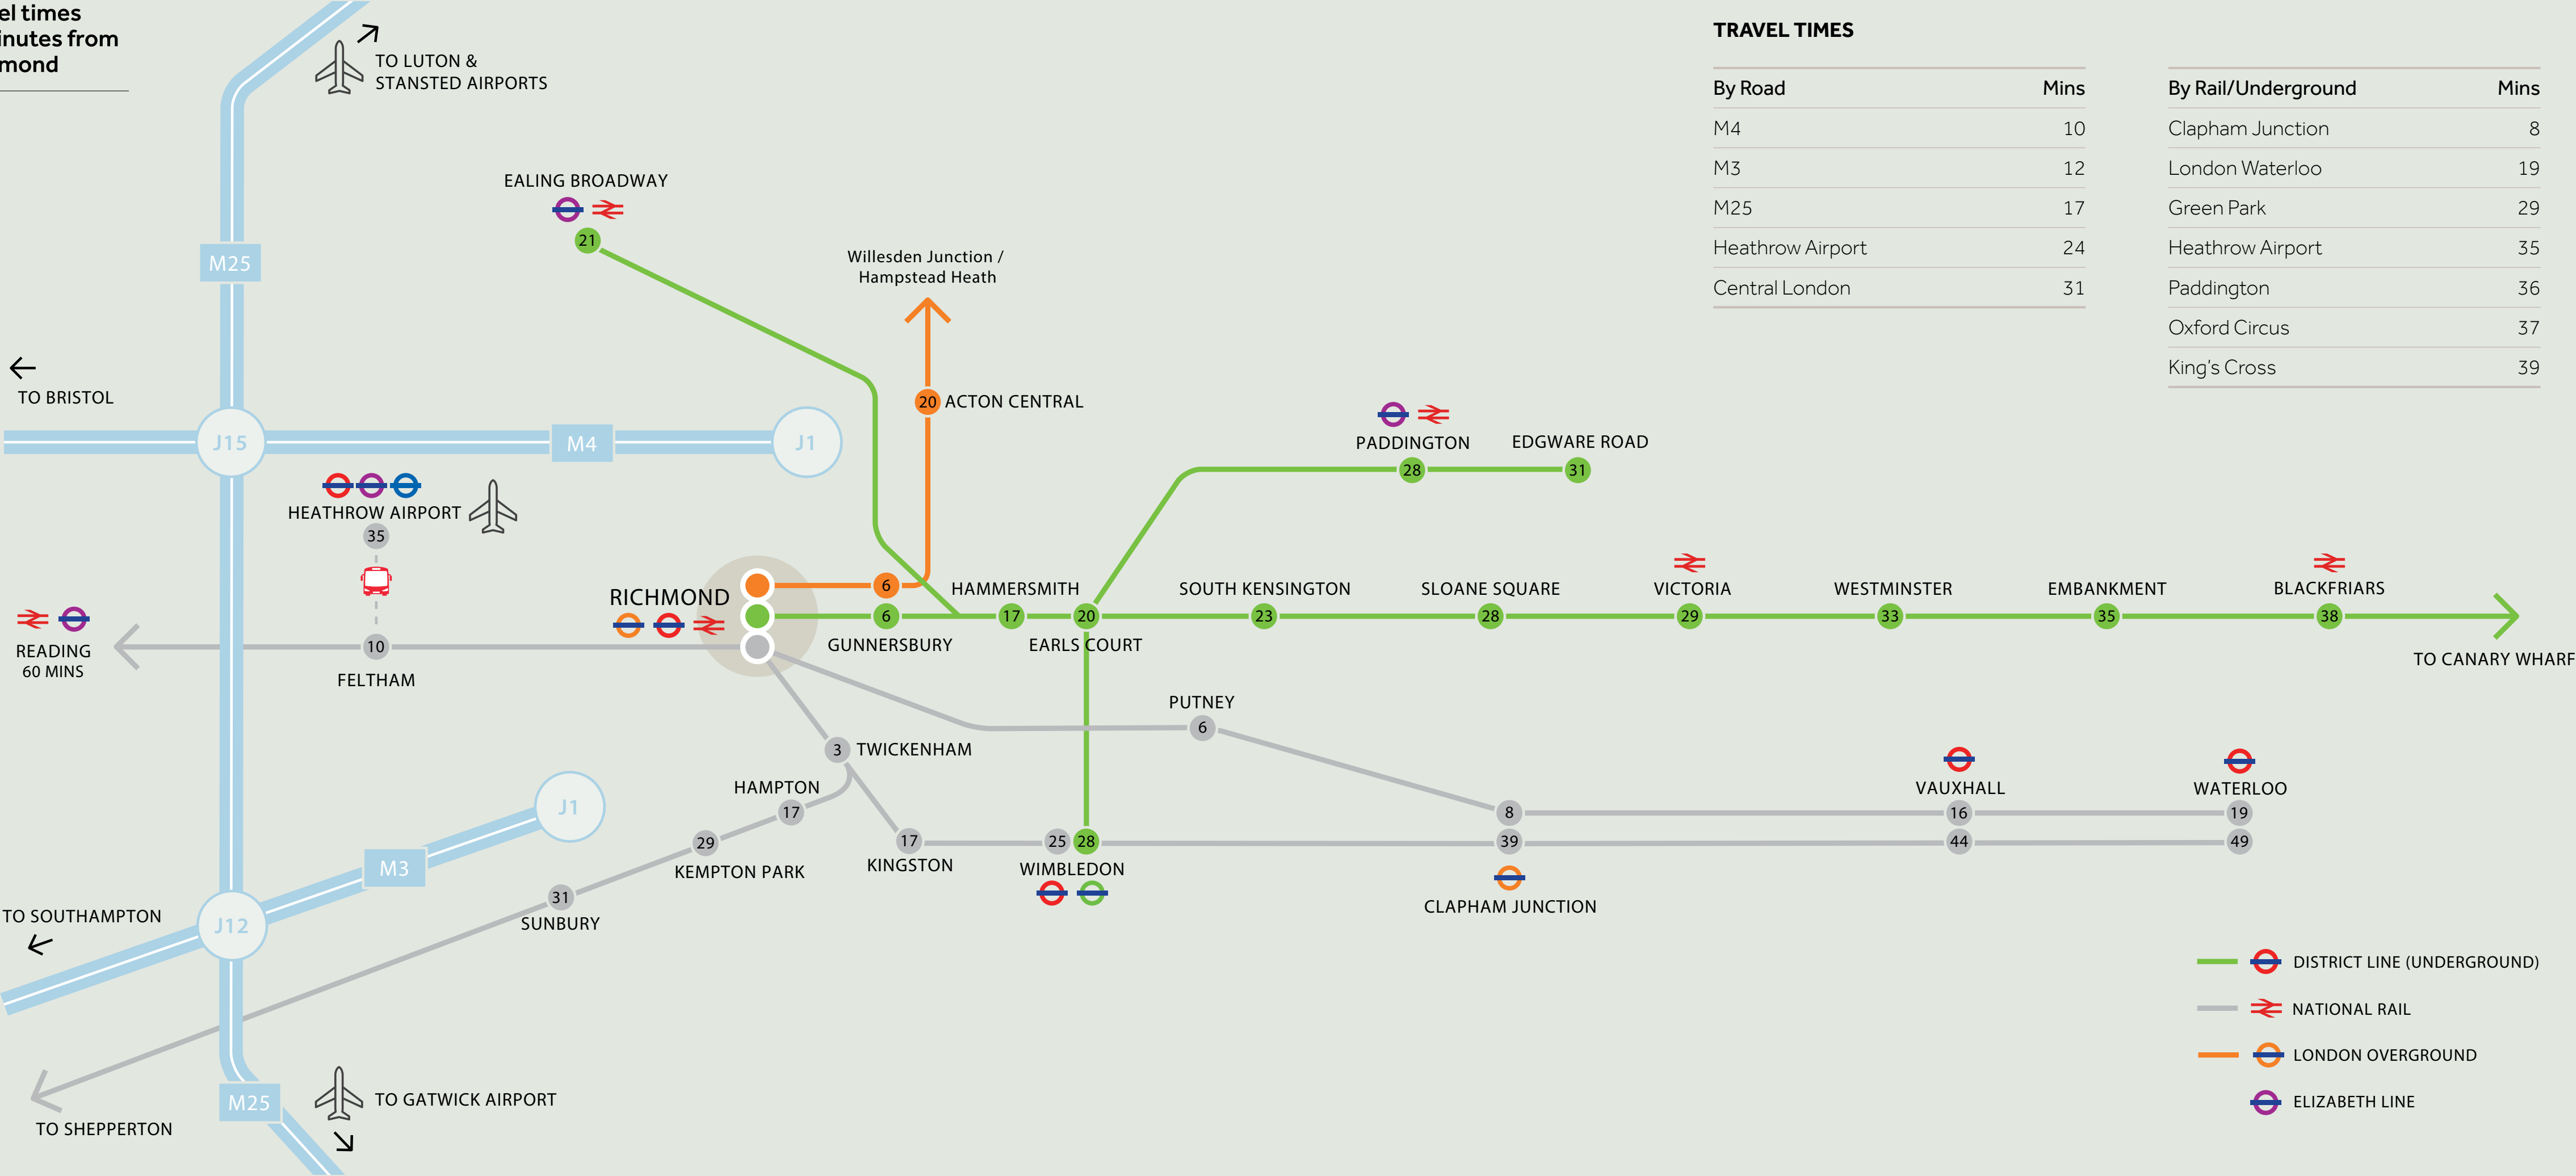 el times
inutes from
mond
TO LUTON &
STANSTED AIRPORTS
TRAVEL TIMES
By Road Mins
M4 10
M3 12
M25 17
Heathrow Airport 24
Central London 31
By Rail/Underground Mins
Clapham Junction 8
London Waterloo 19
Green Park 29
Heathrow Airport 35
Paddington 36
Oxford Circus 37
King's Cross 39
EALING BROADWAY
21
M25
Willesden Junction /
Hampstead Heath
TO BRISTOL
20 ACTON CENTRAL
J15
M4
J1
PADDINGTON
28
EDGWARE ROAD
31
HEATHROW AIRPORT
35
RICHMOND
6
6
GUNNERSBURY
HAMMERSMITH
17
20
EARLS COURT
SOUTH KENSINGTON
23
SLOANE SQUARE
28
VICTORIA
29
WESTMINSTER
33
EMBANKMENT
35
BLACKFRIARS
38
TO CANARY WHARF
READING
60 MINS
10
FELTHAM
PUTNEY
6
3 TWICKENHAM
HAMPTON
17
29
KEMPTON PARK
31
SUNBURY
17
KINGSTON
25 28
WIMBLEDON
8
39
CLAPHAM JUNCTION
VAUXHALL
16
44
WATERLOO
19
49
J1
M3
J12
TO SOUTHAMPTON
M25
TO SHEPPERTON
TO GATWICK AIRPORT
DISTRICT LINE (UNDERGROUND)
NATIONAL RAIL
LONDON OVERGROUND
ELIZABETH LINE